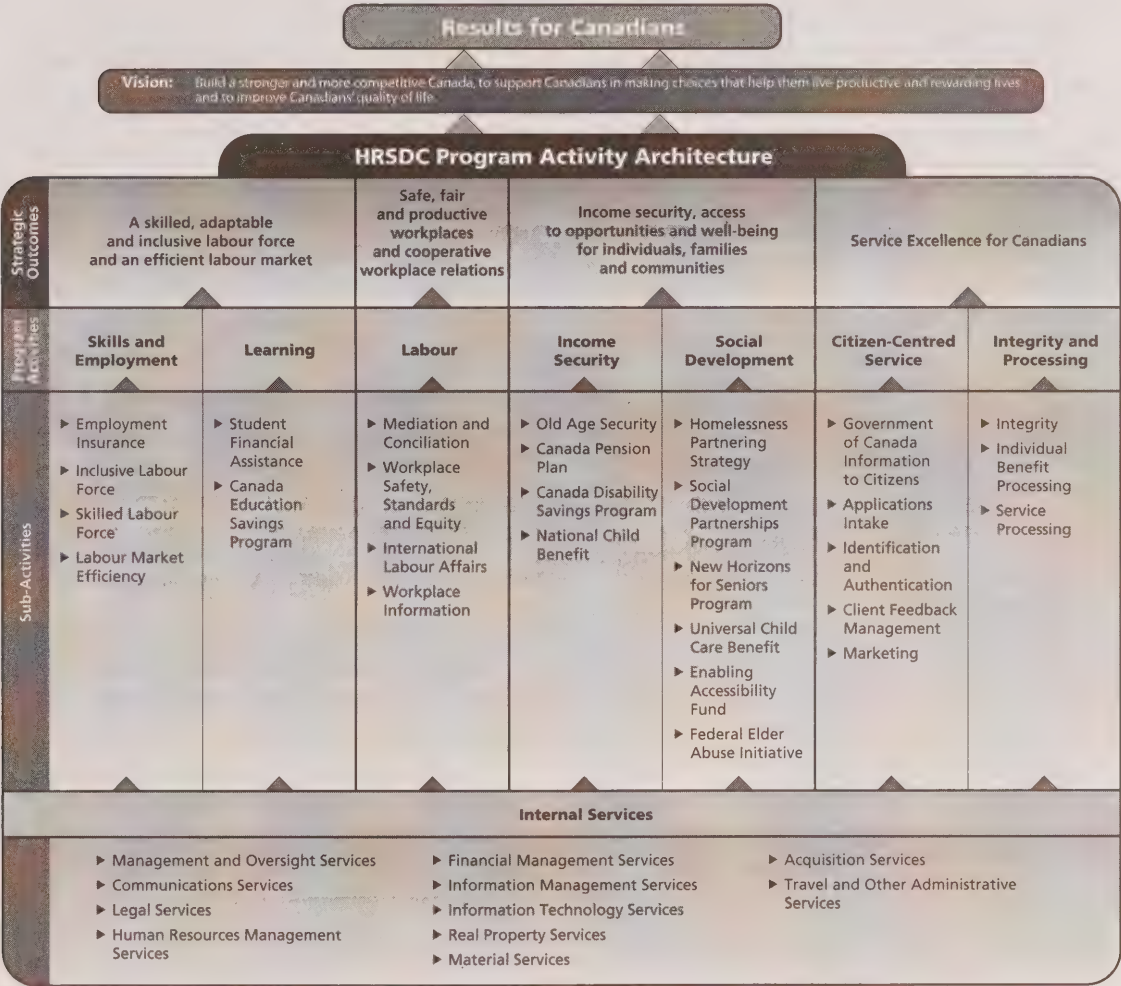 Results for Canadians
Vision: Build a stronger and more competitive Canada, to support Canadians in making choices that help them live productive and rewarding lives
and to improve Canadians' quality of life.
HRSDC Program Activity Architecture
Strategic
Outcomes
A skilled, adaptable
and inclusive labour force
and an efficient labour market
Safe, fair
and productive
workplaces
and cooperative
workplace relations
Income security, access
to opportunities and well-being
for individuals, families
and communities
Service Excellence for Canadians
Program
Activities
Skills and
Employment
Learning
Labour
Income
Security
Social
Development
Citizen-Centred
Service
Integrity and
Processing
Sub-Activities
▶ Employment
Insurance
▶ Inclusive Labour
Force
▶ Skilled Labour
Force
▶ Labour Market
Efficiency
▶ Student
Financial
Assistance
▶ Canada
Education
Savings
Program
▶ Mediation and
Conciliation
▶ Workplace
Safety,
Standards
and Equity
▶ International
Labour Affairs
▶ Workplace
Information
▶ Old Age Security
▶ Canada Pension
Plan
▶ Canada Disability
Savings Program
▶ National Child
Benefit
▶ Homelessness
Partnering
Strategy
▶ Social
Development
Partnerships
Program
▶ New Horizons
for Seniors
Program
▶ Universal Child
Care Benefit
▶ Enabling
Accessibility
Fund
▶ Federal Elder
Abuse Initiative
▶ Government
of Canada
Information
to Citizens
▶ Applications
Intake
▶ Identification
and
Authentication
▶ Client Feedback
Management
▶ Marketing
▶ Integrity
▶ Individual
Benefit
Processing
▶ Service
Processing
Internal Services
▶ Management and Oversight Services
▶ Communications Services
▶ Legal Services
▶ Human Resources Management
Services
▶ Financial Management Services
▶ Information Management Services
▶ Information Technology Services
▶ Real Property Services
▶ Material Services
▶ Acquisition Services
▶ Travel and Other Administrative
Services